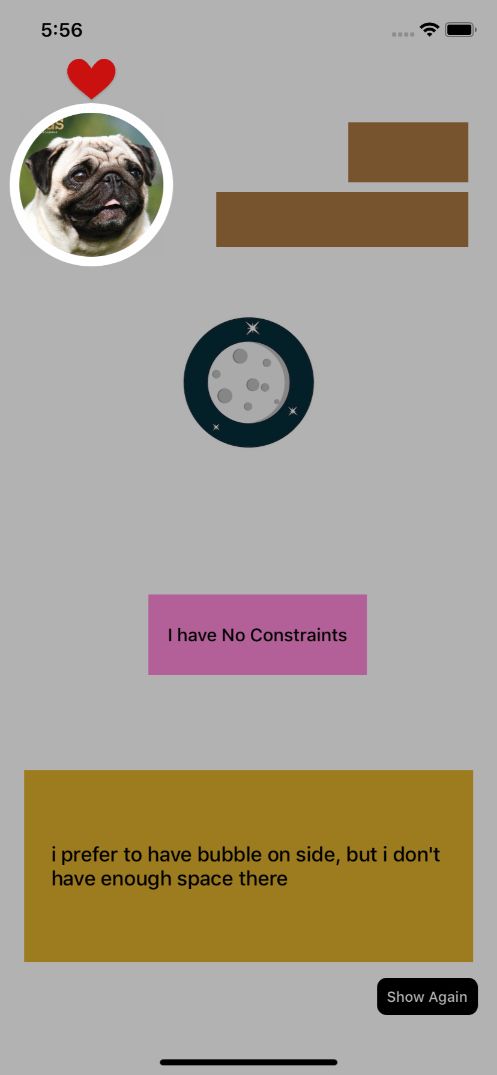 5:56
I have No Constraints
i prefer to have bubble on side, but i don't
have enough space there
Show Again